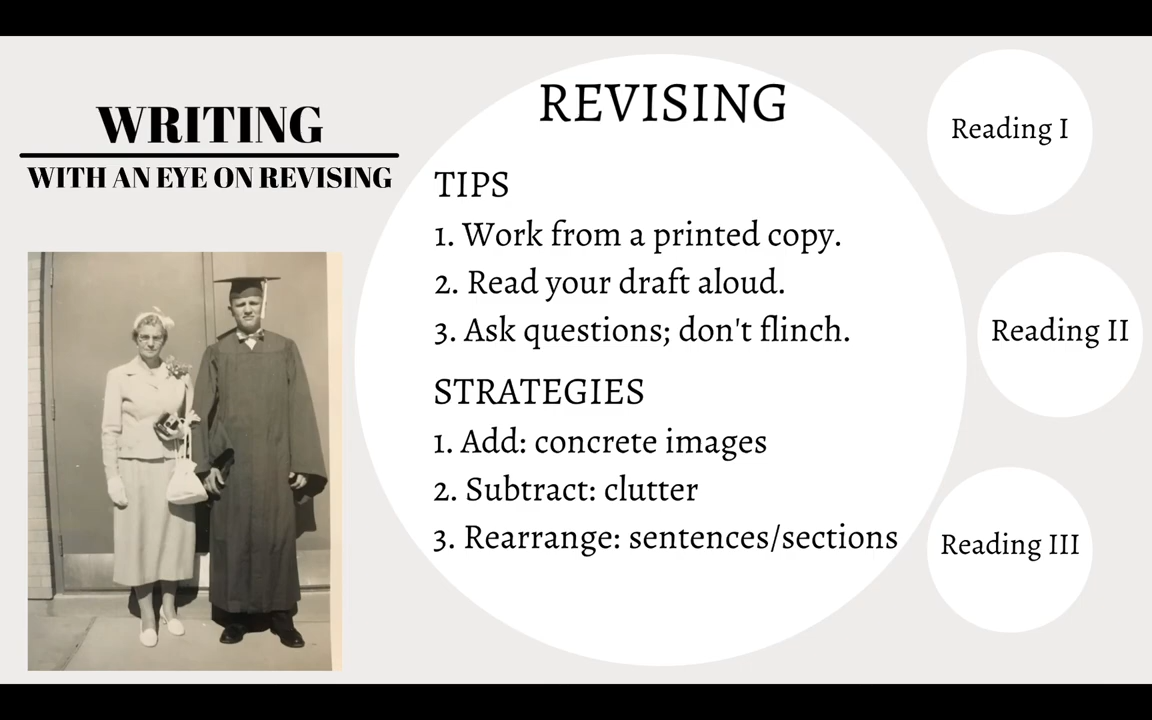 WRITING
WITH AN EYE ON REVISING
REVISING
TIPS
1. Work from a printed copy.
2. Read your draft aloud.
3. Ask questions; don't flinch.
STRATEGIES
1. Add: concrete images
2. Subtract: clutter
3. Rearrange: sentences/sections
Reading I
Reading II
Reading III